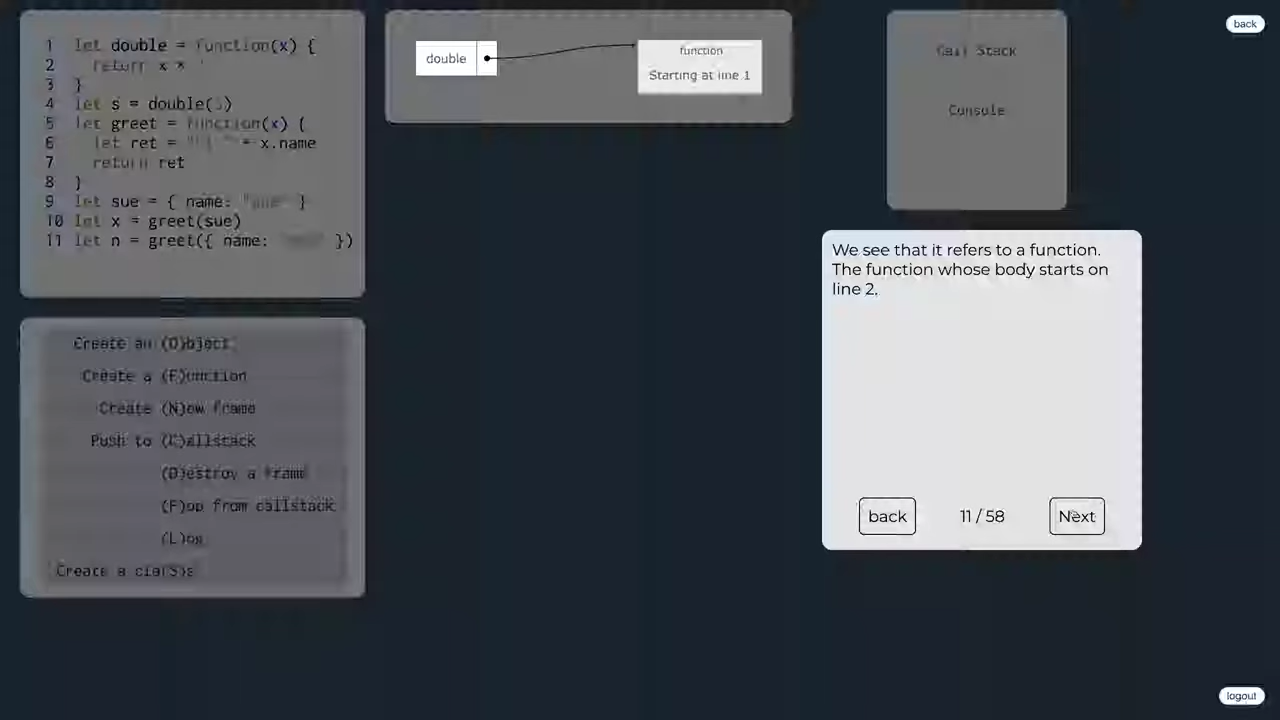 1 let double = function(x) {
2 return x *
3 }
4 let s = double( )
5 let greet = function(x) {
6 let ret = + x.name
7 return ret
8 }
9 let sue = { name: }
10 let x = greet(sue)
11 let n = greet({ name: })
Create an (O)bject
Create a (F)unction
Create (N)ew frame
Push to (C)allstack
(D)estroy a frame
from callstack
(L)og
Create a cla(S)s
double
function
Starting at line 1
Call Stack
Console
back
We see that it refers to a function.
The function whose body starts on
line 2.
back 11 / 58 Next
logout